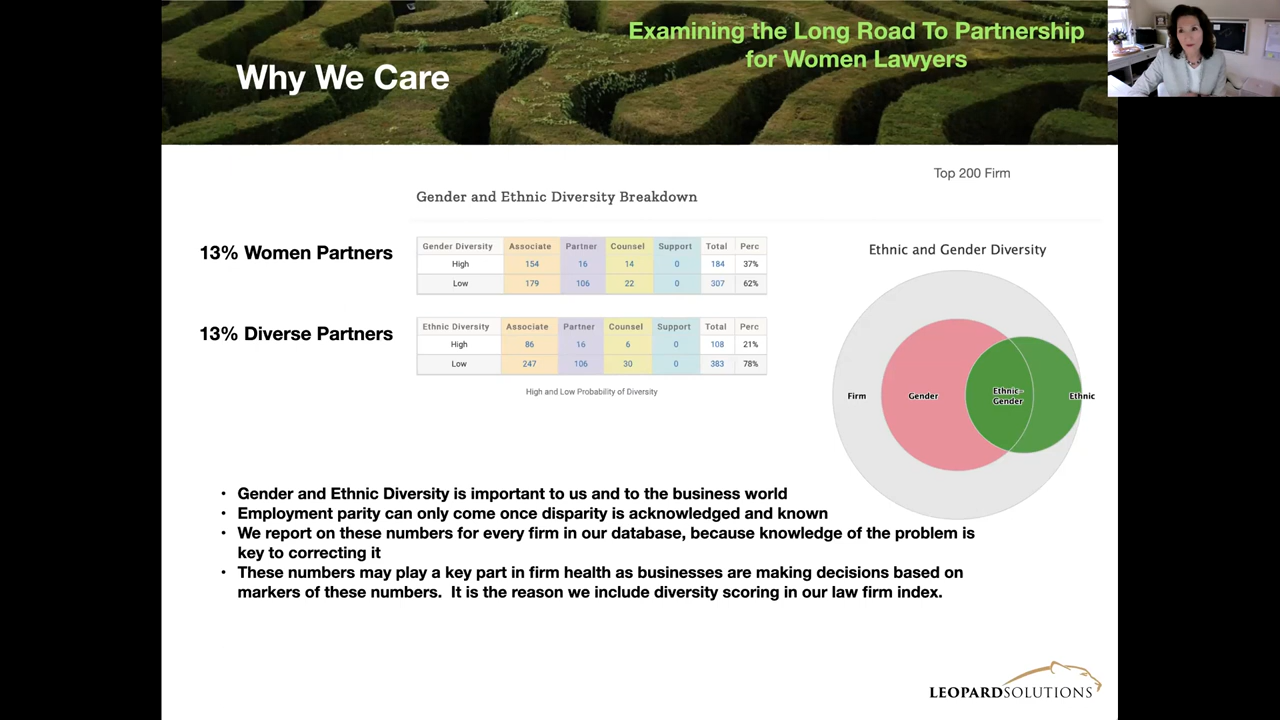 Examining the Long Road To Partnership
for Women Lawyers
Why We Care
Top 200 Firm
Gender and Ethnic Diversity Breakdown
13% Women Partners
Gender Diversity Associate Partner Counsel Support Total Perc
High 154 16 14 0 184 37%
Low 179 106 22 0 307 62%
13% Diverse Partners
Ethnic Diversity Associate Partner Counsel Support Total Perc
High 86 16 6 0 108 21%
Low 247 106 30 0 383 78%
High and Low Probability of Diversity
Ethnic and Gender Diversity
Firm
Gender
Ethnic-
Gender
Ethnic
• Gender and Ethnic Diversity is important to us and to the business world
• Employment parity can only come once disparity is acknowledged and known
• We report on these numbers for every firm in our database, because knowledge of the problem is
key to correcting it
• These numbers may play a key part in firm health as businesses are making decisions based on
markers of these numbers. It is the reason we include diversity scoring in our law firm index.
LEOPARDSOLUTIONS